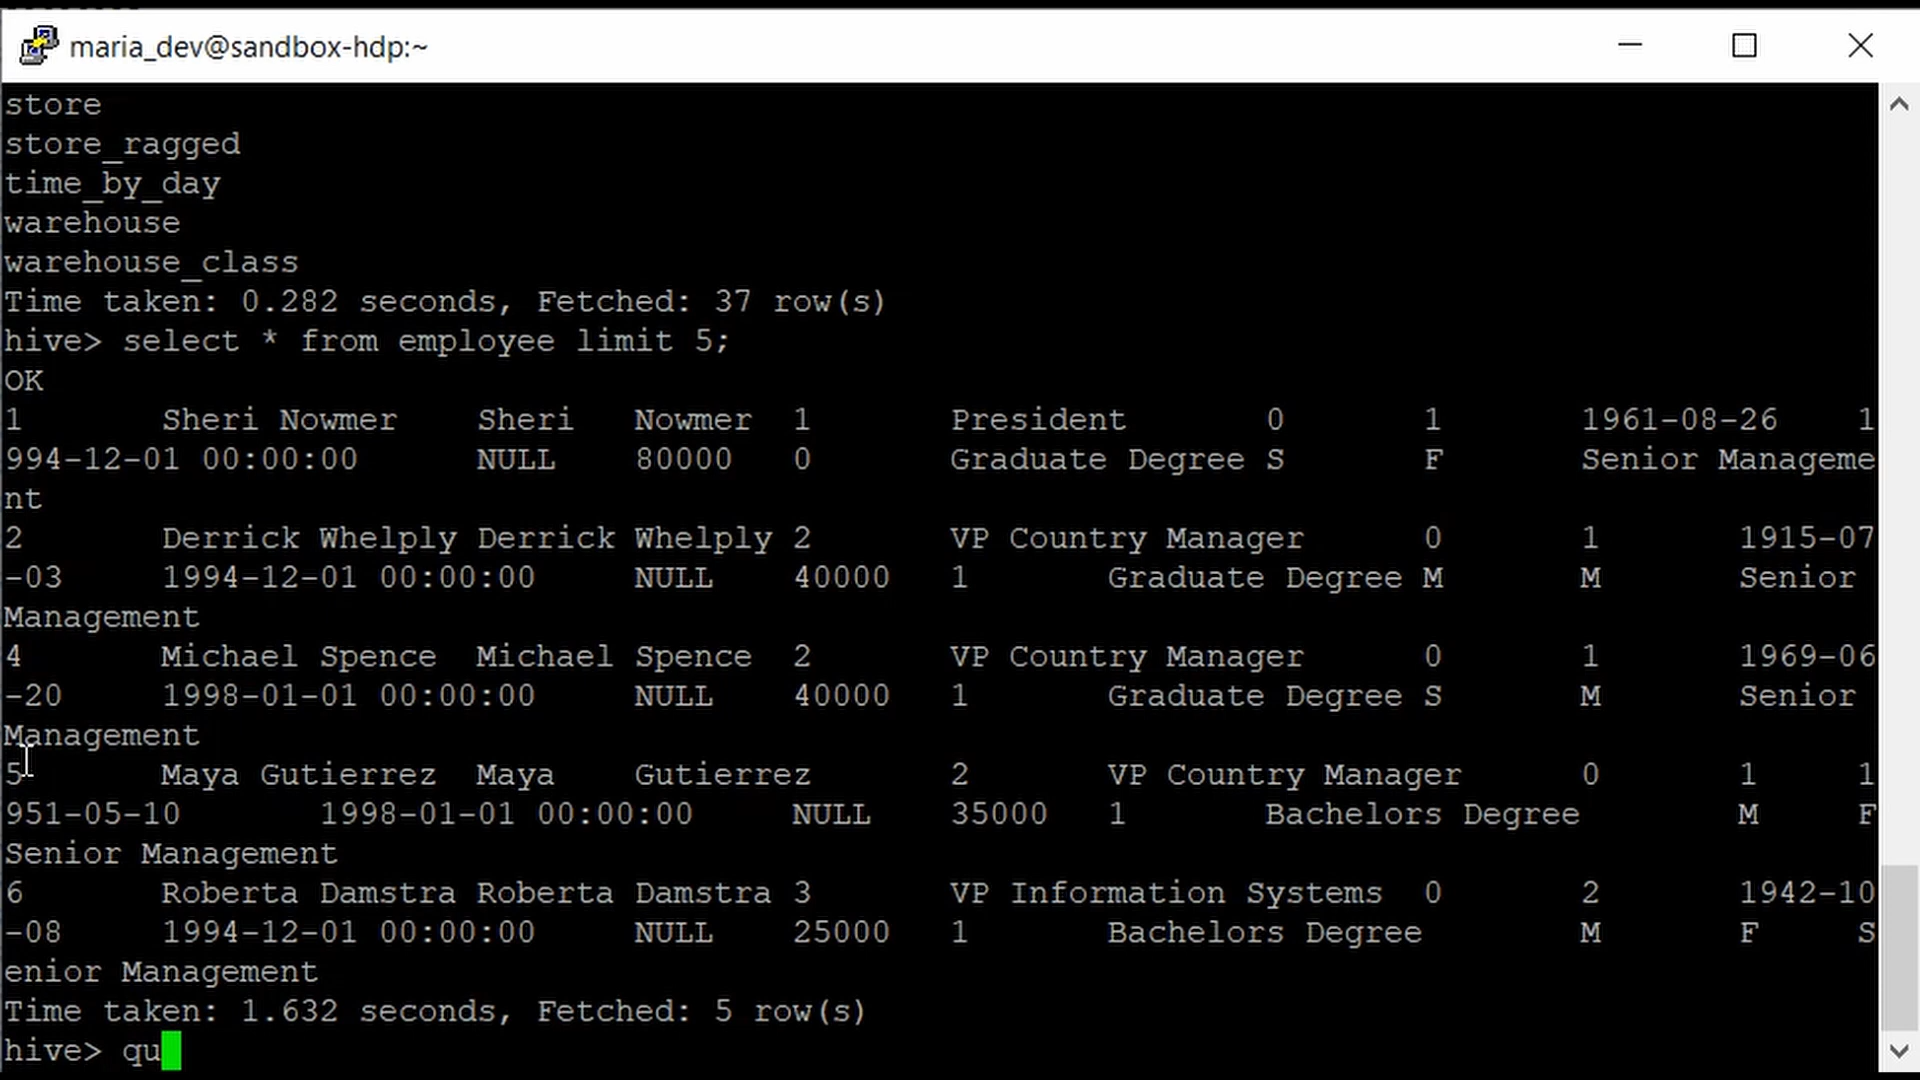 maria_dev@sandbox-hdp:~
store
store_ragged
time_by_day
warehouse
warehouse_class
Time taken: 0.282 seconds, Fetched: 37 row(s)
hive> select * from employee limit 5;
OK
1 Sheri Nowmer Sheri Nowmer 1 President 0 1 1961-08-26 1
994-12-01 00:00:00 NULL 80000 0 Graduate Degree S F Senior Manageme
nt
2 Derrick Whelply Derrick Whelply 2 VP Country Manager 0 1 1915-07
-03 1994-12-01 00:00:00 NULL 40000 1 Graduate Degree M M Senior
Management
4 Michael Spence Michael Spence 2 VP Country Manager 0 1 1969-06
-20 1998-01-01 00:00:00 NULL 40000 1 Graduate Degree S M Senior
Management
5 Maya Gutierrez Maya Gutierrez 2 VP Country Manager 0 1 1
951-05-10 1998-01-01 00:00:00 NULL 35000 1 Bachelors Degree M F
Senior Management
6 Roberta Damstra Roberta Damstra 3 VP Information Systems 0 2 1942-10
-08 1994-12-01 00:00:00 NULL 25000 1 Bachelors Degree M F S
enior Management
Time taken: 1.632 seconds, Fetched: 5 row(s)
hive> qu